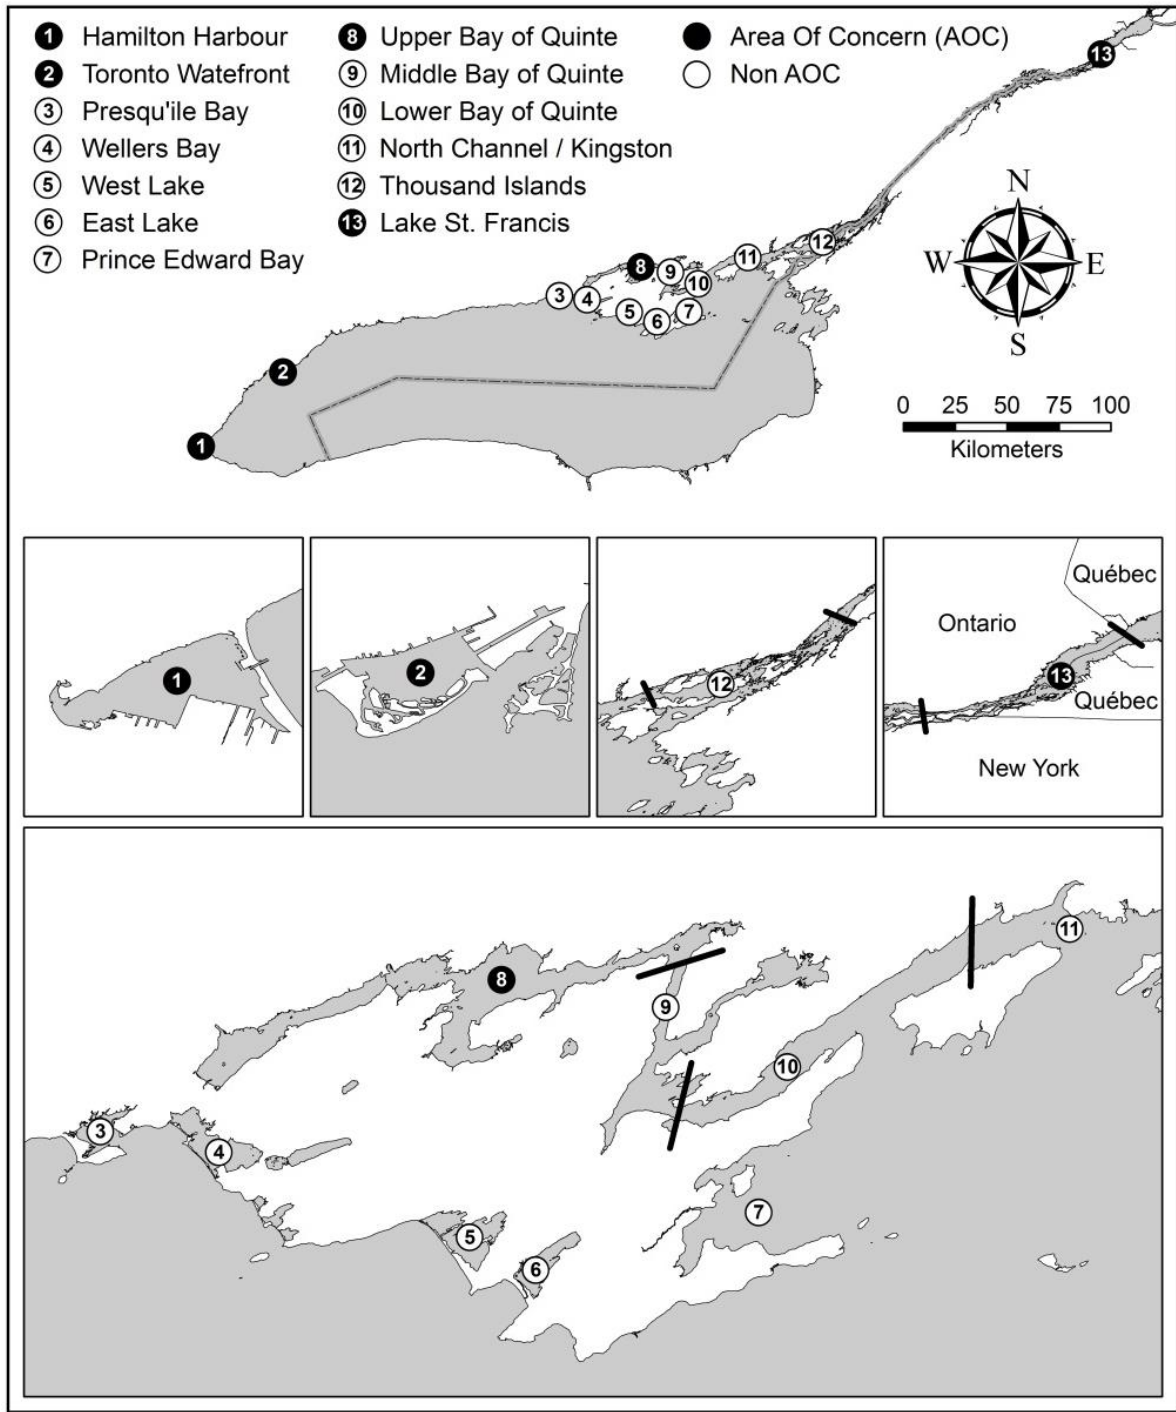 1 Hamilton Harbour
2 Toronto Watefront
3 Presqu'ile Bay
4 Wellers Bay
5 West Lake
6 East Lake
7 Prince Edward Bay
8 Upper Bay of Quinte
9 Middle Bay of Quinte
10 Lower Bay of Quinte
11 North Channel / Kingston
12 Thousand Islands
13 Lake St. Francis
Area Of Concern (AOC)
Non AOC
13
12
11
8
9
10
3
4
5
6
7
2
1
N
W E
S
0 25 50 75 100
Kilometers
1
2
12
Québec
Ontario
13
Québec
New York
11
8
9
10
3
4
7
5
6